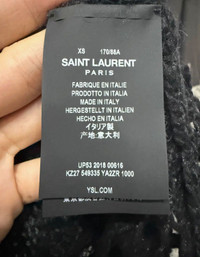 XS 170/88A
SAINT LAURENT
PARIS
FABRIQUE EN ITALIE
PRODOTTO IN ITALIA
MADE IN ITALY
HERGESTELLT IN ITALIEN
HECHO EN ITALIA
イタリア製
产地:意大利
UP53 2018 00616
KZ27 549335 YA2ZR 1000
YSL.COM